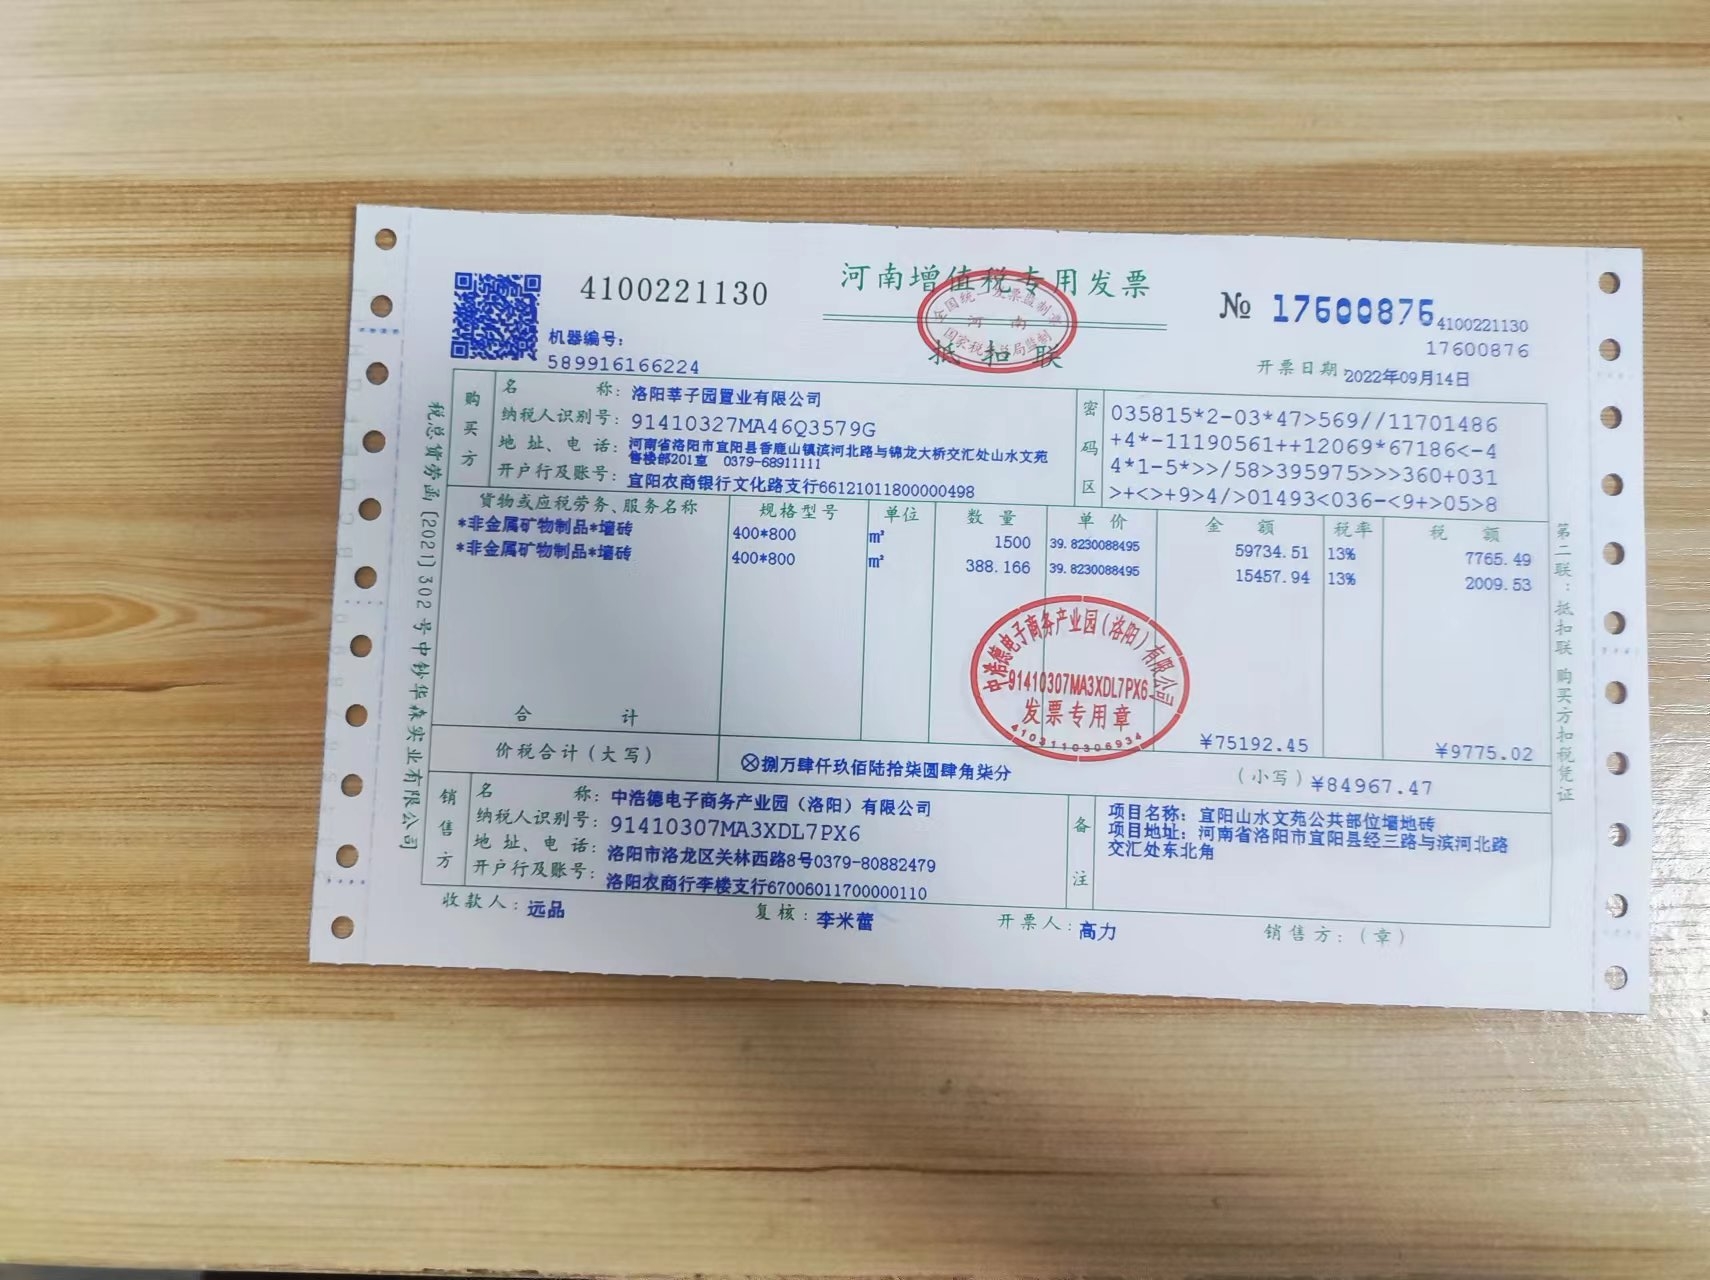 4100221130
河南增值税专用发票
全国统一发票监制章
河南
国家税务总局监制
抵扣联
№ 17600876
4100221130
17600876
机器编号:
589916166224
开票日期:2022年09月14日
税总货劳函[2021]302号中钞华森实业有限公司
购买方
名称:洛阳莘子园置业有限公司
纳税人识别号:91410327MA46Q3579G
地址、电话:河南省洛阳市宜阳县香鹿山镇滨河北路与锦龙大桥交汇处山水文苑
售楼部201室 0379-68911111
开户行及账号:宜阳农商银行文化路支行66121011800000498
密码区
035815*2-03*47>569//11701486
+4*-11190561++12069*67186<-4
4*1-5*>>/58>395975>>>360+031
>+<>+9>4/>01493<036-<9+>05>8
货物或应税劳务、服务名称 规格型号 单位 数量 单价 金额 税率 税额
*非金属矿物制品*墙砖 400*800 m² 1500 39.8230088495 59734.51 13% 7765.49
*非金属矿物制品*墙砖 400*800 m² 388.166 39.8230088495 15457.94 13% 2009.53
中浩德电子商务产业园(洛阳)有限公司
91410307MA3XDL7PX6
发票专用章
4103110306934
合计 ¥75192.45 ¥9775.02
价税合计(大写) ⊗捌万肆仟玖佰陆拾柒圆肆角柒分 (小写)¥84967.47
销售方
名称:中浩德电子商务产业园(洛阳)有限公司
纳税人识别号:91410307MA3XDL7PX6
地址、电话:洛阳市洛龙区关林西路8号0379-80882479
开户行及账号:洛阳农商行李楼支行67006011700000110
备注
项目名称:宜阳山水文苑公共部位墙地砖
项目地址:河南省洛阳市宜阳县经三路与滨河北路
交汇处东北角
收款人:远品 复核:李米蕾 开票人:高力 销售方:(章)
第二联:抵扣联 购买方扣税凭证